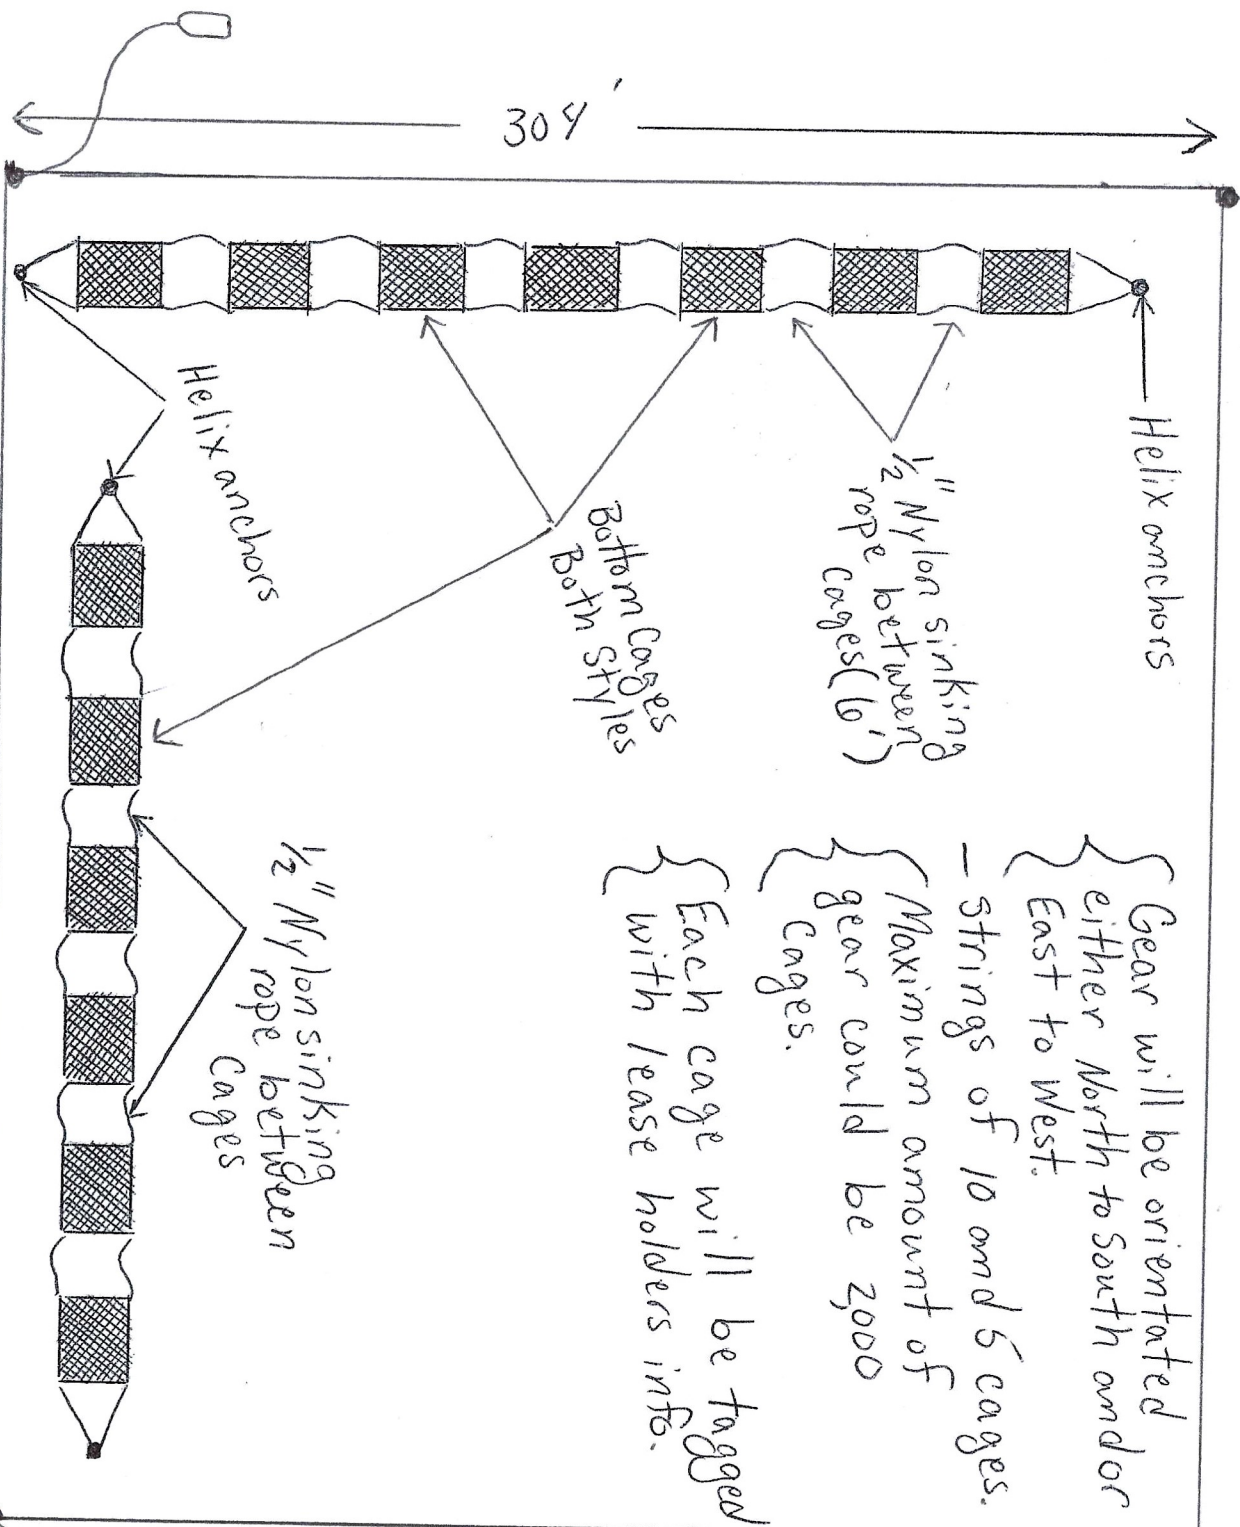 304'
Helix anchors
1/2" Nylon sinking
rope between
Cages (6')
Bottom Cages
Both Styles
Helix anchors
Gear will be orientated
either North to South and or
East to West.
- strings of 10 and 5 cages.
Maximum amount of
gear could be 2,000
Cages.
Each cage will be tagged
with lease holders info.
1/2" Nylon sinking
rope between
Cages